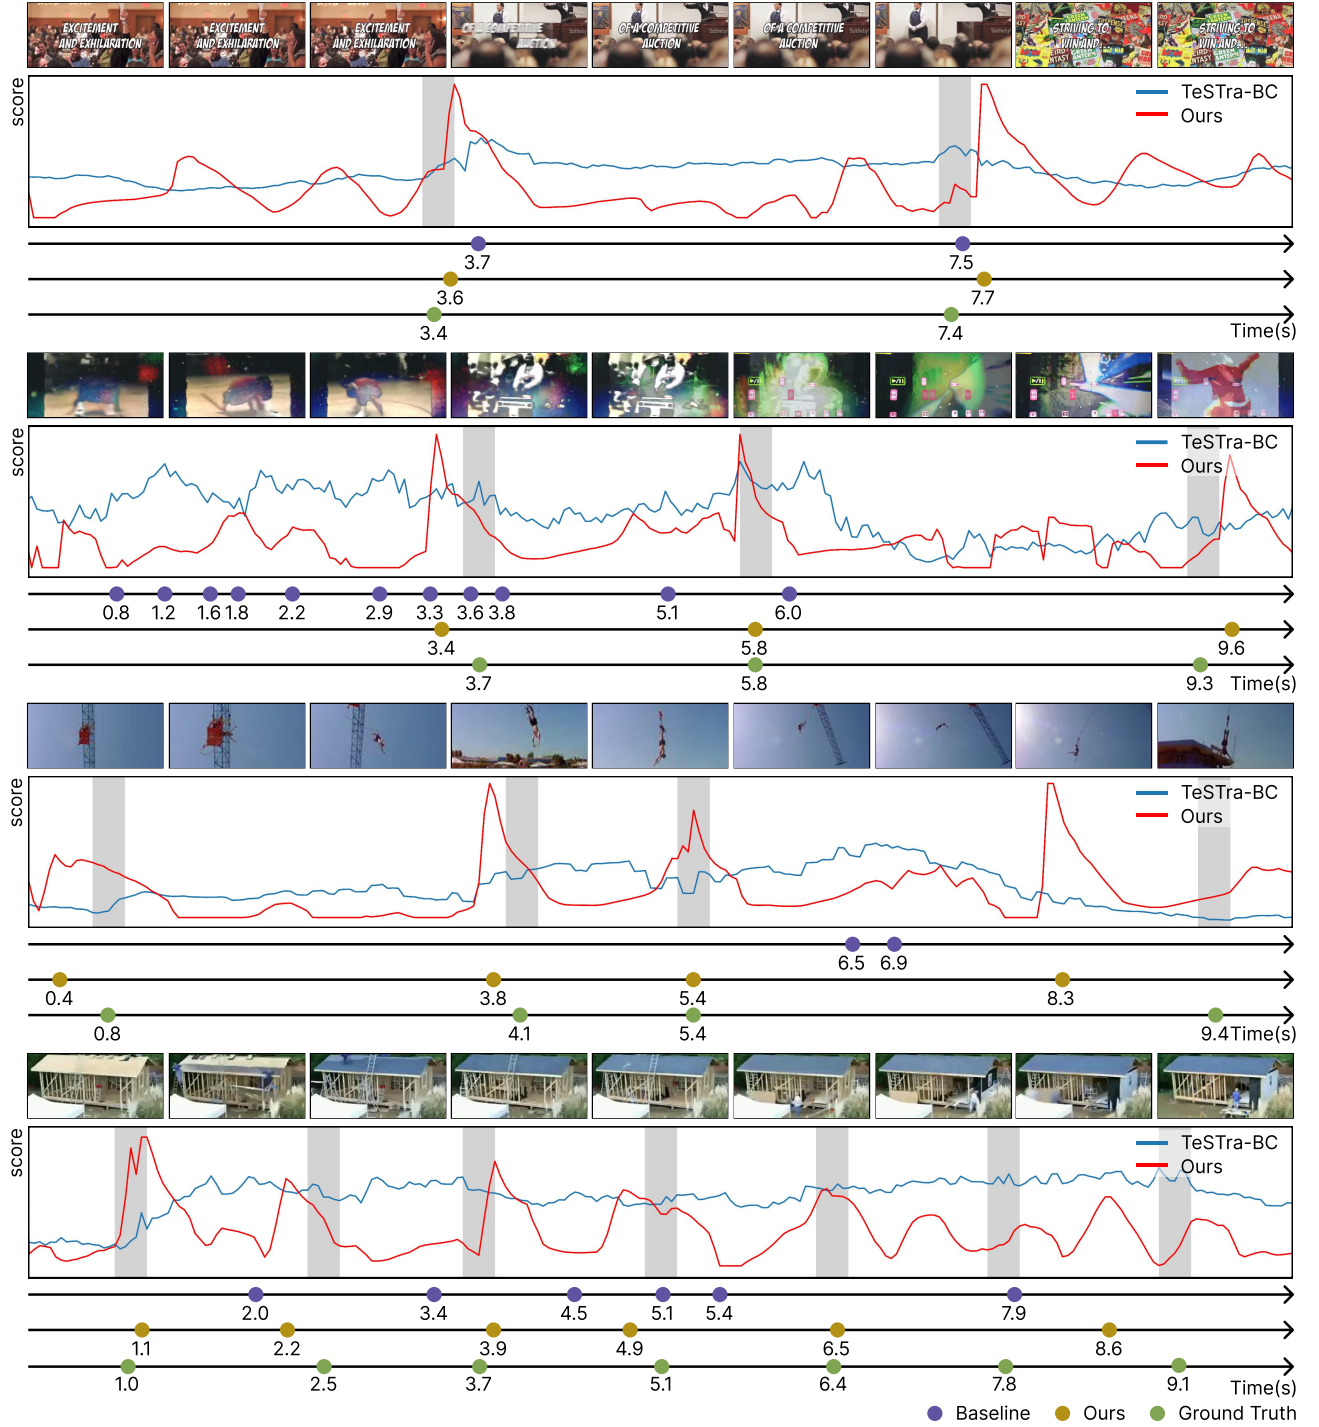 EXCITEMENT
AND EXHILARATION
EXCITEMENT
AND EXHILARATION
EXCITEMENT
AND EXHILARATION
OF A COMPETITIVE
AUCTION
OF A COMPETITIVE
AUCTION
OF A COMPETITIVE
AUCTION
STRIVING TO
WIN AND...
STRIVING TO
WIN AND...
score
TeSTra-BC
Ours
3.7 7.5
3.6 7.7
3.4 7.4 Time(s)
score
TeSTra-BC
Ours
0.8 1.2 1.6 1.8 2.2 2.9 3.3 3.6 3.8 5.1 6.0
3.4 5.8 9.6
3.7 5.8 9.3 Time(s)
score
TeSTra-BC
Ours
6.5 6.9
0.4 3.8 5.4 8.3
0.8 4.1 5.4 9.4 Time(s)
score
TeSTra-BC
Ours
2.0 3.4 4.5 5.1 5.4 7.9
1.1 2.2 3.9 4.9 6.5 8.6
1.0 2.5 3.7 5.1 6.4 7.8 9.1 Time(s)
Baseline Ours Ground Truth